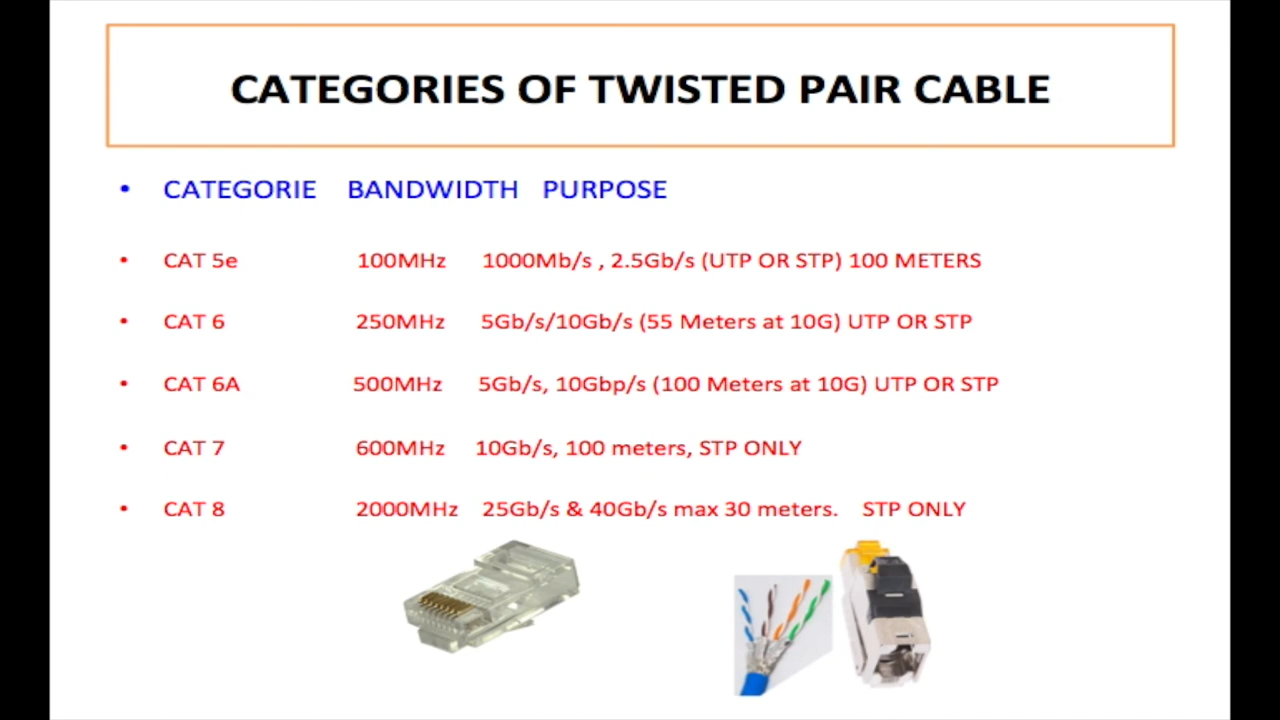 CATEGORIES OF TWISTED PAIR CABLE
• CATEGORIE BANDWIDTH PURPOSE
• CAT 5e 100MHz 1000Mb/s , 2.5Gb/s (UTP OR STP) 100 METERS
• CAT 6 250MHz 5Gb/s/10Gb/s (55 Meters at 10G) UTP OR STP
• CAT 6A 500MHz 5Gb/s, 10Gbp/s (100 Meters at 10G) UTP OR STP
• CAT 7 600MHz 10Gb/s, 100 meters, STP ONLY
• CAT 8 2000MHz 25Gb/s & 40Gb/s max 30 meters. STP ONLY